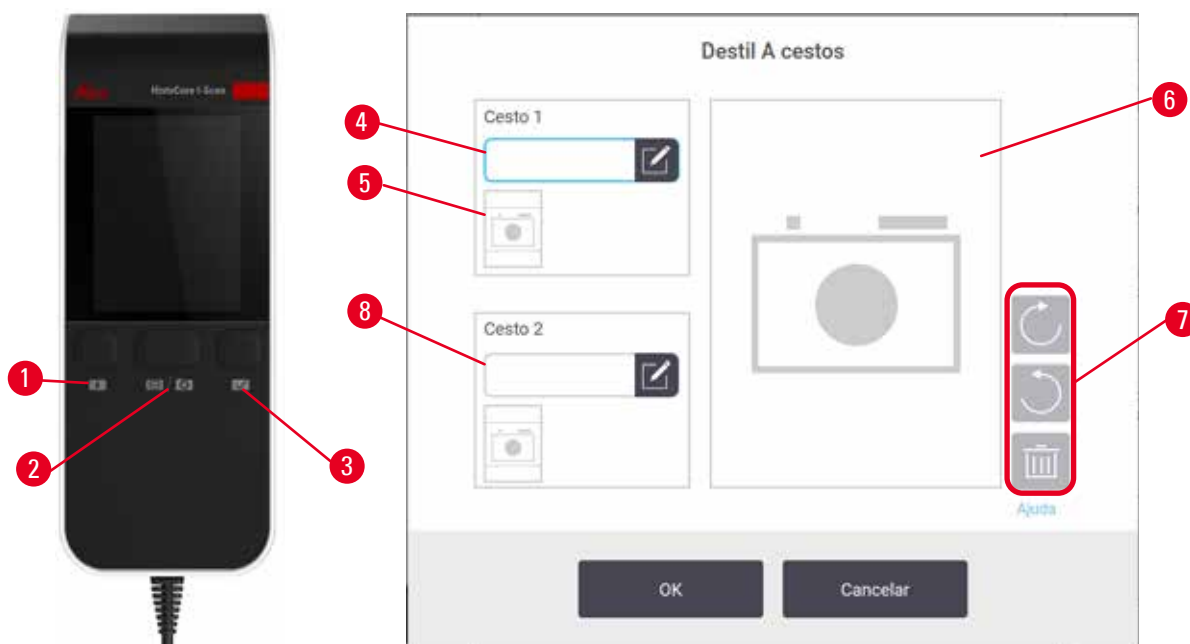 Leica
HistoCore I-Scan
1
2
3
Destil A cestos
4
Cesto 1
5
6
8
Cesto 2
7
Ajuda
OK
Cancelar